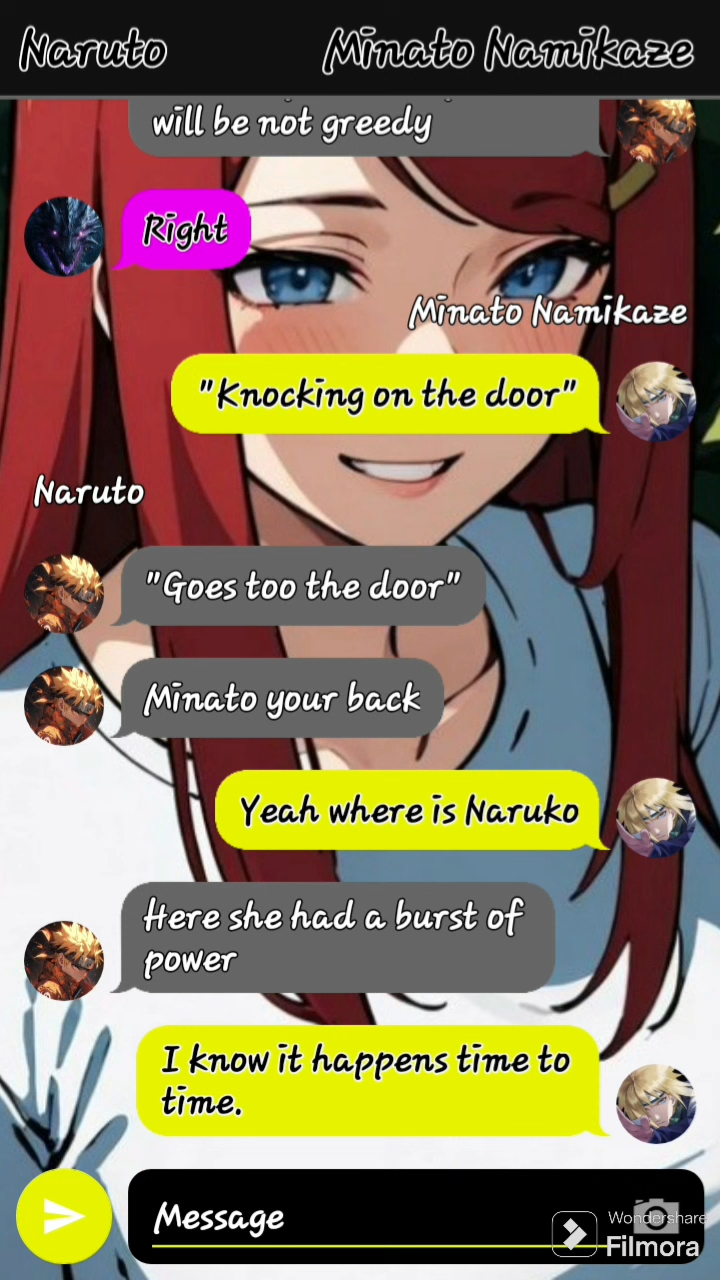 Naruto Minato Namikaze
will be not greedy
Right
Minato Namikaze
"Knocking on the door"
Naruto
"Goes too the door"
Minato your back
Yeah where is Naruko
Here she had a burst of
power
I know it happens time to
time.
Message
Wondershare
Filmora